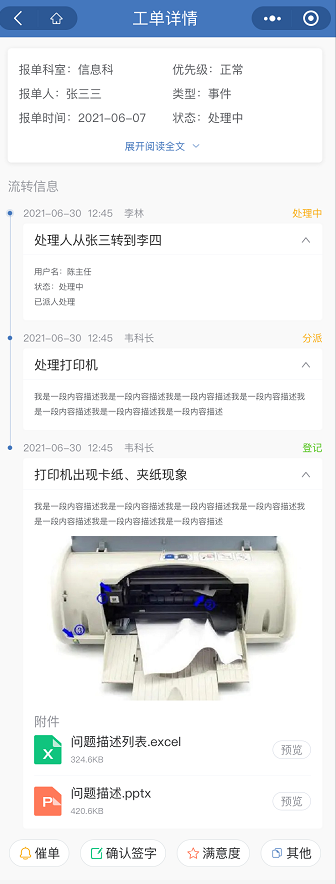 工单详情
报单科室：信息科 优先级：正常
报单人：张三三 类型：事件
报单时间：2021-06-07 状态：处理中
展开阅读全文
流转信息
2021-06-30 12:45 李林 处理中
处理人从张三转到李四
用户名：陈主任
状态：处理中
已派人处理
2021-06-30 12:45 韦科长 分派
处理打印机
我是一段内容描述我是一段内容描述我是一段内容描述我是一段内容描述我
是一段内容描述我是一段内容描述我是一段内容描述
2021-06-30 12:45 韦科长 登记
打印机出现卡纸、夹纸现象
我是一段内容描述我是一段内容描述我是一段内容描述我是一段内容描述我
是一段内容描述我是一段内容描述我是一段内容描述
附件
X 问题描述列表.excel
324.6KB
预览
P 问题描述.pptx
420.6KB
预览
催单 确认签字 满意度 其他